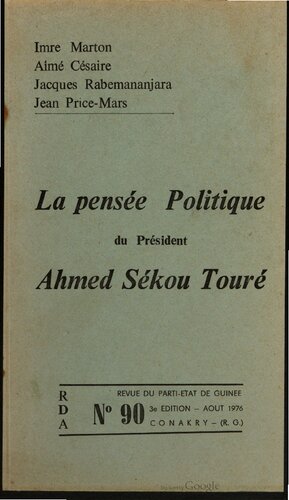 Imre Marton
Aimé Césaire
Jacques Rabemananjara
Jean Price-Mars
La pensée Politique
du Président
Ahmed Sékou Touré
RDA
REVUE DU PARTI-ETAT DE GUINEE
N° 90 3e EDITION – AOUT 1976
CONAKRY – (R. G.)
Google